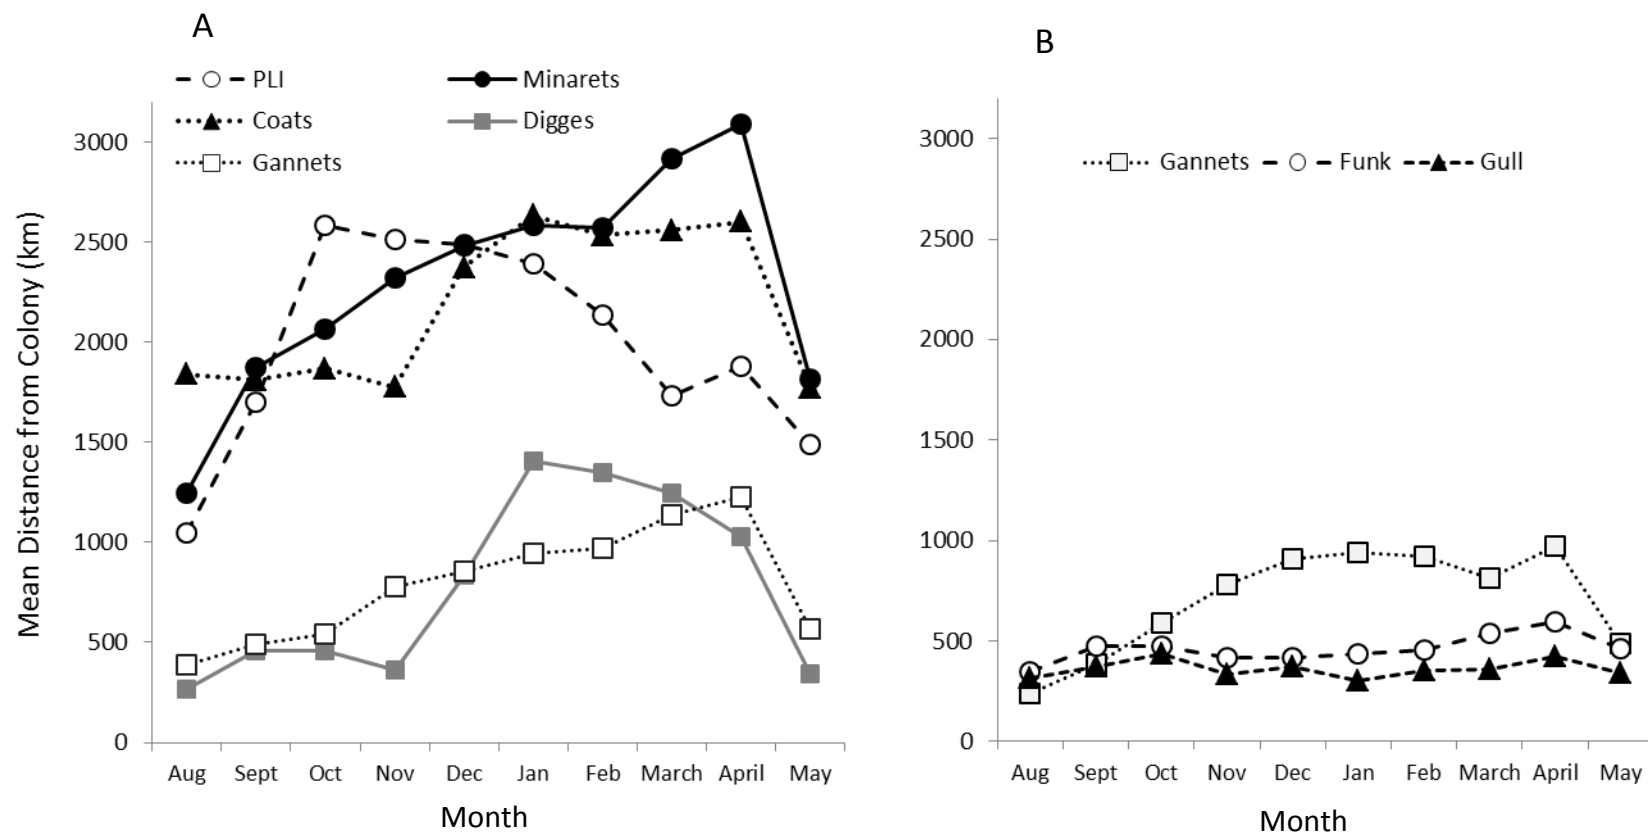 A
PLI
Minarets
Coats
Digges
Gannets
Mean Distance from Colony (km)
3000
2500
2000
1500
1000
500
0
Aug Sept Oct Nov Dec Jan Feb March April May
Month
B
Gannets Funk Gull
3000
2500
2000
1500
1000
500
0
Aug Sept Oct Nov Dec Jan Feb March April May
Month